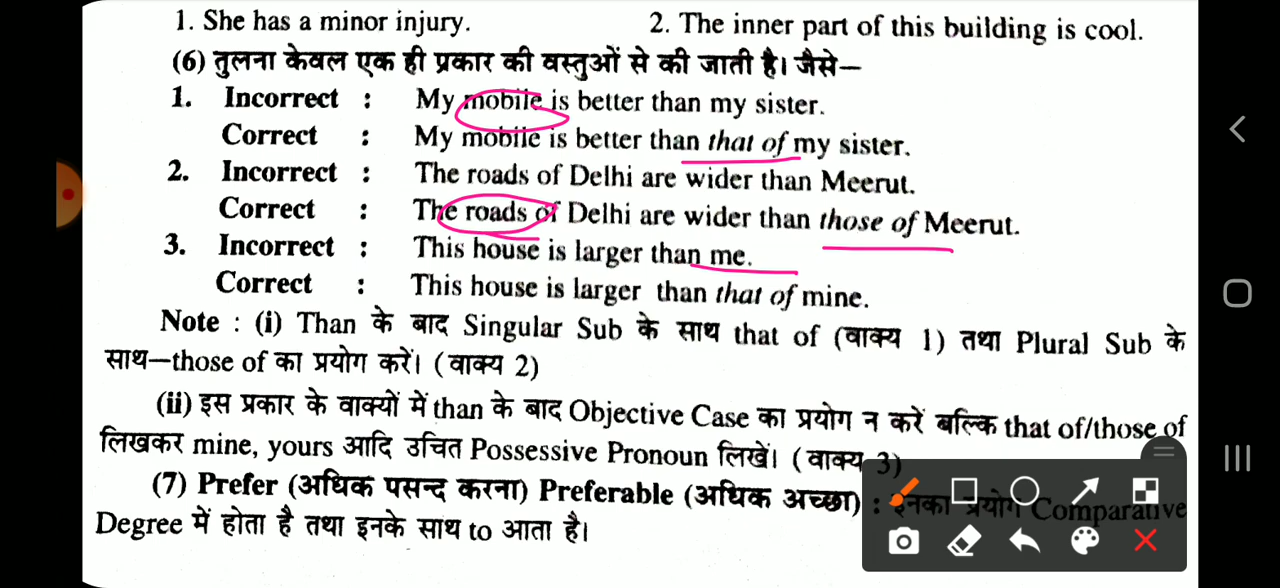 1. She has a minor injury. 2. The inner part of this building is cool.
(6) तुलना केवल एक ही प्रकार की वस्तुओं से की जाती है। जैसे—
1. Incorrect : My mobile is better than my sister.
Correct : My mobile is better than that of my sister.
2. Incorrect : The roads of Delhi are wider than Meerut.
Correct : The roads of Delhi are wider than those of Meerut.
3. Incorrect : This house is larger than me.
Correct : This house is larger than that of mine.
Note : (i) Than के बाद Singular Sub के साथ that of (वाक्य 1) तथा Plural Sub के
साथ—those of का प्रयोग करें। (वाक्य 2)
(ii) इस प्रकार के वाक्यों में than के बाद Objective Case का प्रयोग न करें बल्कि that of/those of
लिखकर mine, yours आदि उचित Possessive Pronoun लिखें। (वाक्य 3)
(7) Prefer (अधिक पसन्द करना) Preferable (अधिक अच्छा) : इनका प्रयोग Comparative
Degree में होता है तथा इनके साथ to आता है।